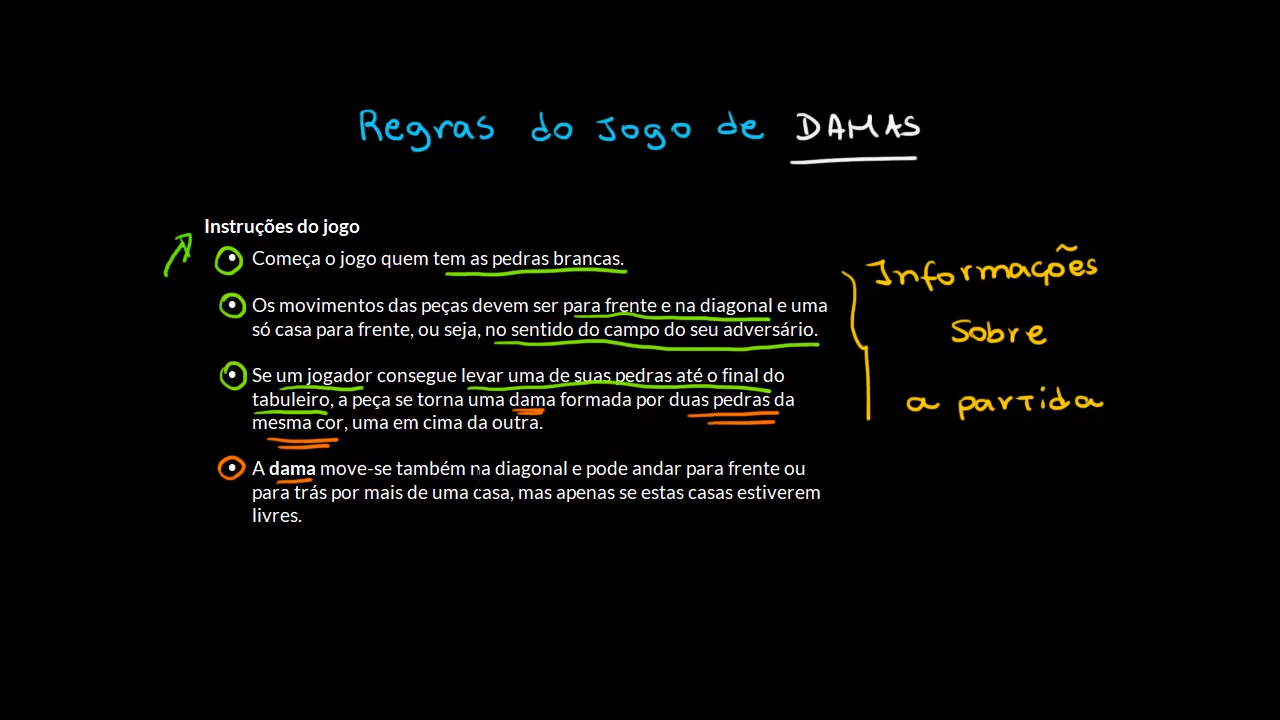 Regras do Jogo de DAMAS
Instruções do jogo
• Começa o jogo quem tem as pedras brancas.
• Os movimentos das peças devem ser para frente e na diagonal e uma
só casa para frente, ou seja, no sentido do campo do seu adversário.
• Se um jogador consegue levar uma de suas pedras até o final do
tabuleiro, a peça se torna uma dama formada por duas pedras da
mesma cor, uma em cima da outra.
• A dama move-se também na diagonal e pode andar para frente ou
para trás por mais de uma casa, mas apenas se estas casas estiverem
livres.
Informações
Sobre
a partida